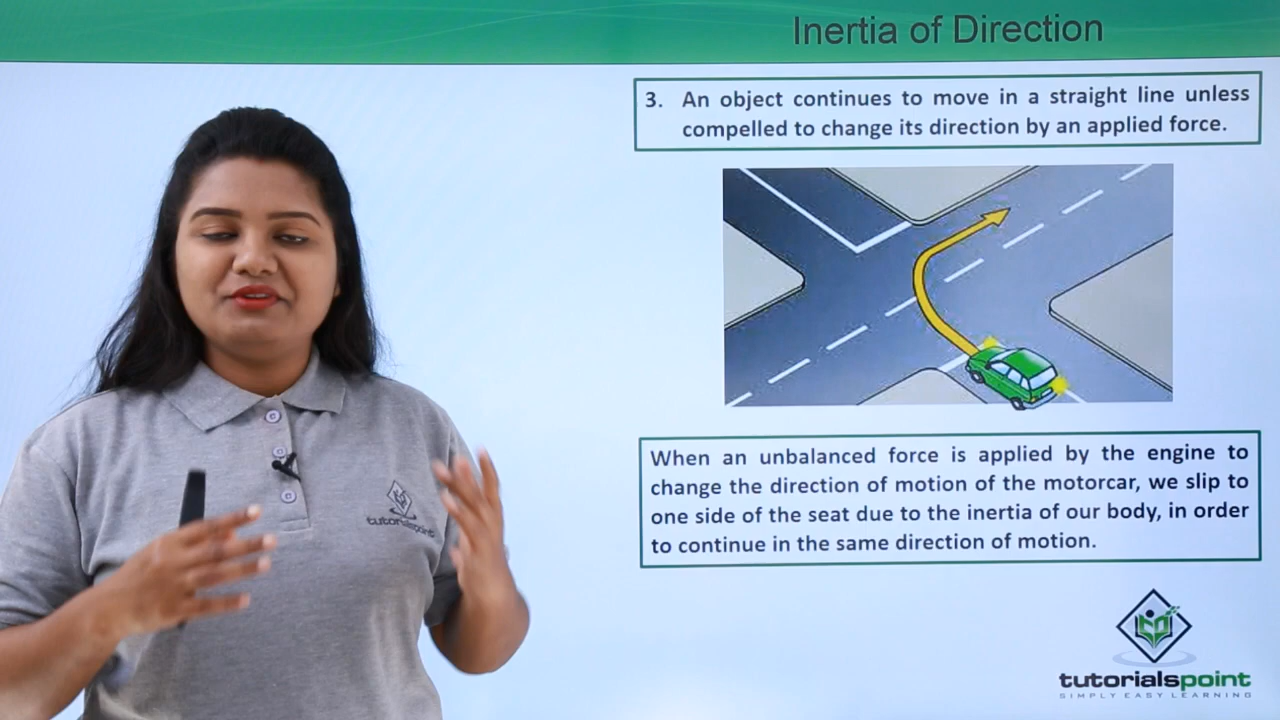 Inertia of Direction
3. An object continues to move in a straight line unless
compelled to change its direction by an applied force.
When an unbalanced force is applied by the engine to
change the direction of motion of the motorcar, we slip to
one side of the seat due to the inertia of our body, in order
to continue in the same direction of motion.
tutorialspoint
tutorialspoint
SIMPLY EASY LEARNING